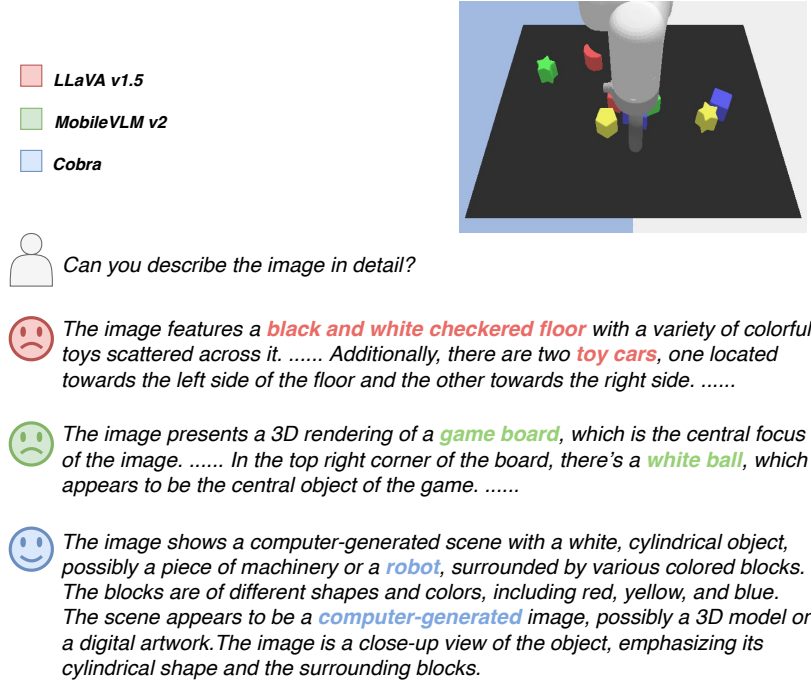 LLaVA v1.5
MobileVLM v2
Cobra
Can you describe the image in detail?
The image features a black and white checkered floor with a variety of colorful
toys scattered across it. ...... Additionally, there are two toy cars, one located
towards the left side of the floor and the other towards the right side. ......
The image presents a 3D rendering of a game board, which is the central focus
of the image. ...... In the top right corner of the board, there's a white ball, which
appears to be the central object of the game. ......
The image shows a computer-generated scene with a white, cylindrical object,
possibly a piece of machinery or a robot, surrounded by various colored blocks.
The blocks are of different shapes and colors, including red, yellow, and blue.
The scene appears to be a computer-generated image, possibly a 3D model or
a digital artwork.The image is a close-up view of the object, emphasizing its
cylindrical shape and the surrounding blocks.